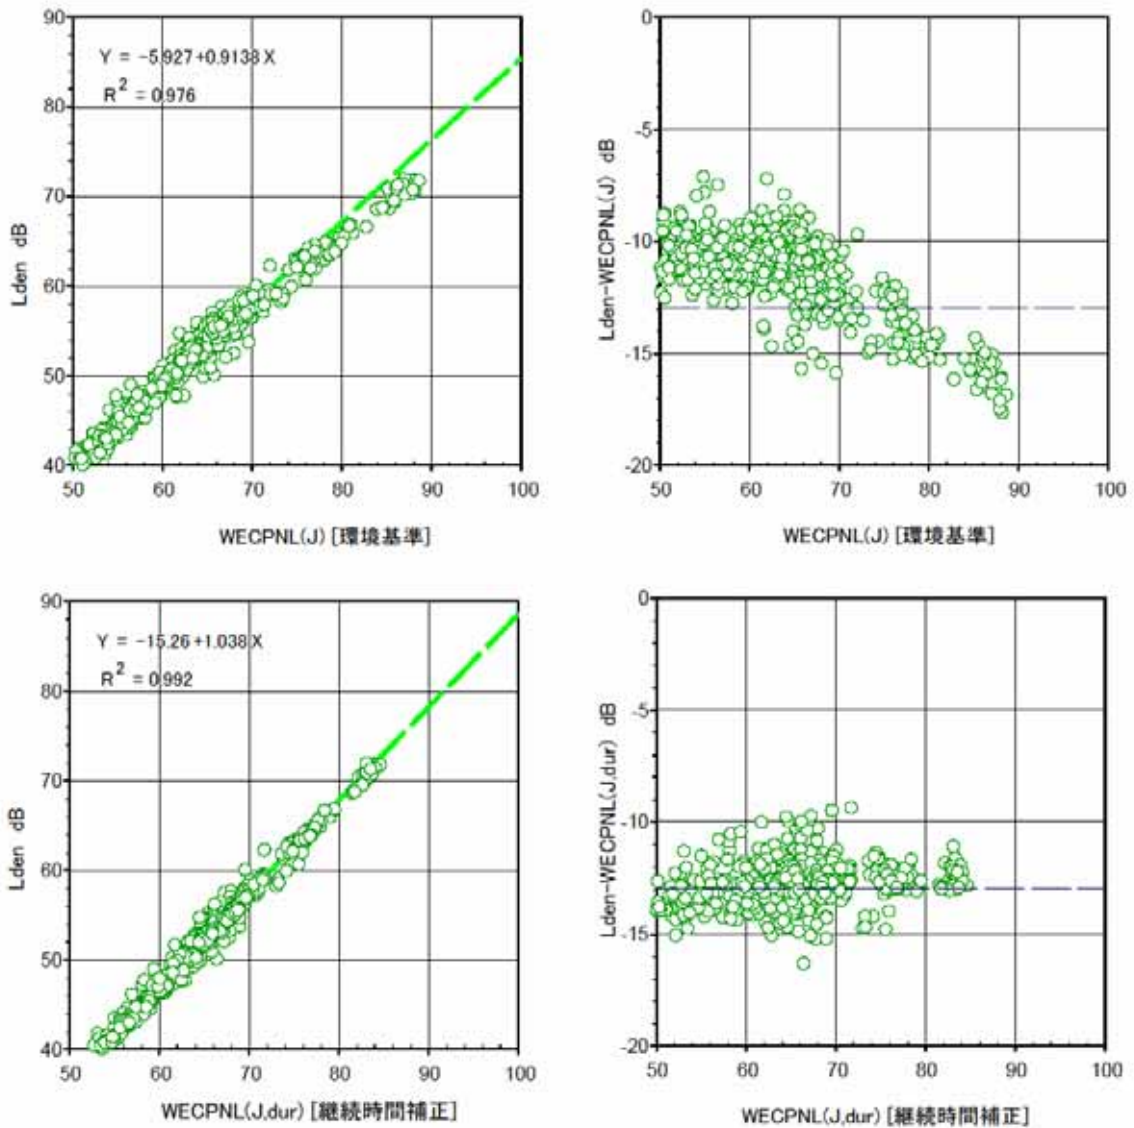 90
80
70
60
50
40
Lden dB
Y = -5.927+0.9138X
R² = 0.976
50 60 70 80 90 100
WECPNL(J) [環境基準]
0
-5
-10
-15
-20
Lden-WECPNL(J) dB
50 60 70 80 90 100
WECPNL(J) [環境基準]
90
80
70
60
50
40
Lden dB
Y = -15.26+1.038X
R² = 0.992
50 60 70 80 90 100
WECPNL(J,dur) [継続時間補正]
0
-5
-10
-15
-20
Lden-WECPNL(J,dur) dB
50 60 70 80 90 100
WECPNL(J,dur) [継続時間補正]